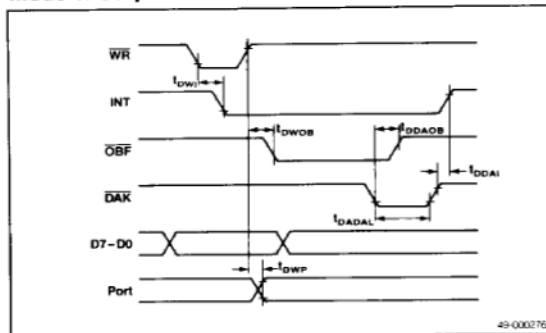 WR
tDWI
INT
tDWOB
tDDAOB
OBF
tDDAI
DAK
tDADAL
D7-D0
tDWP
Port
49-000276